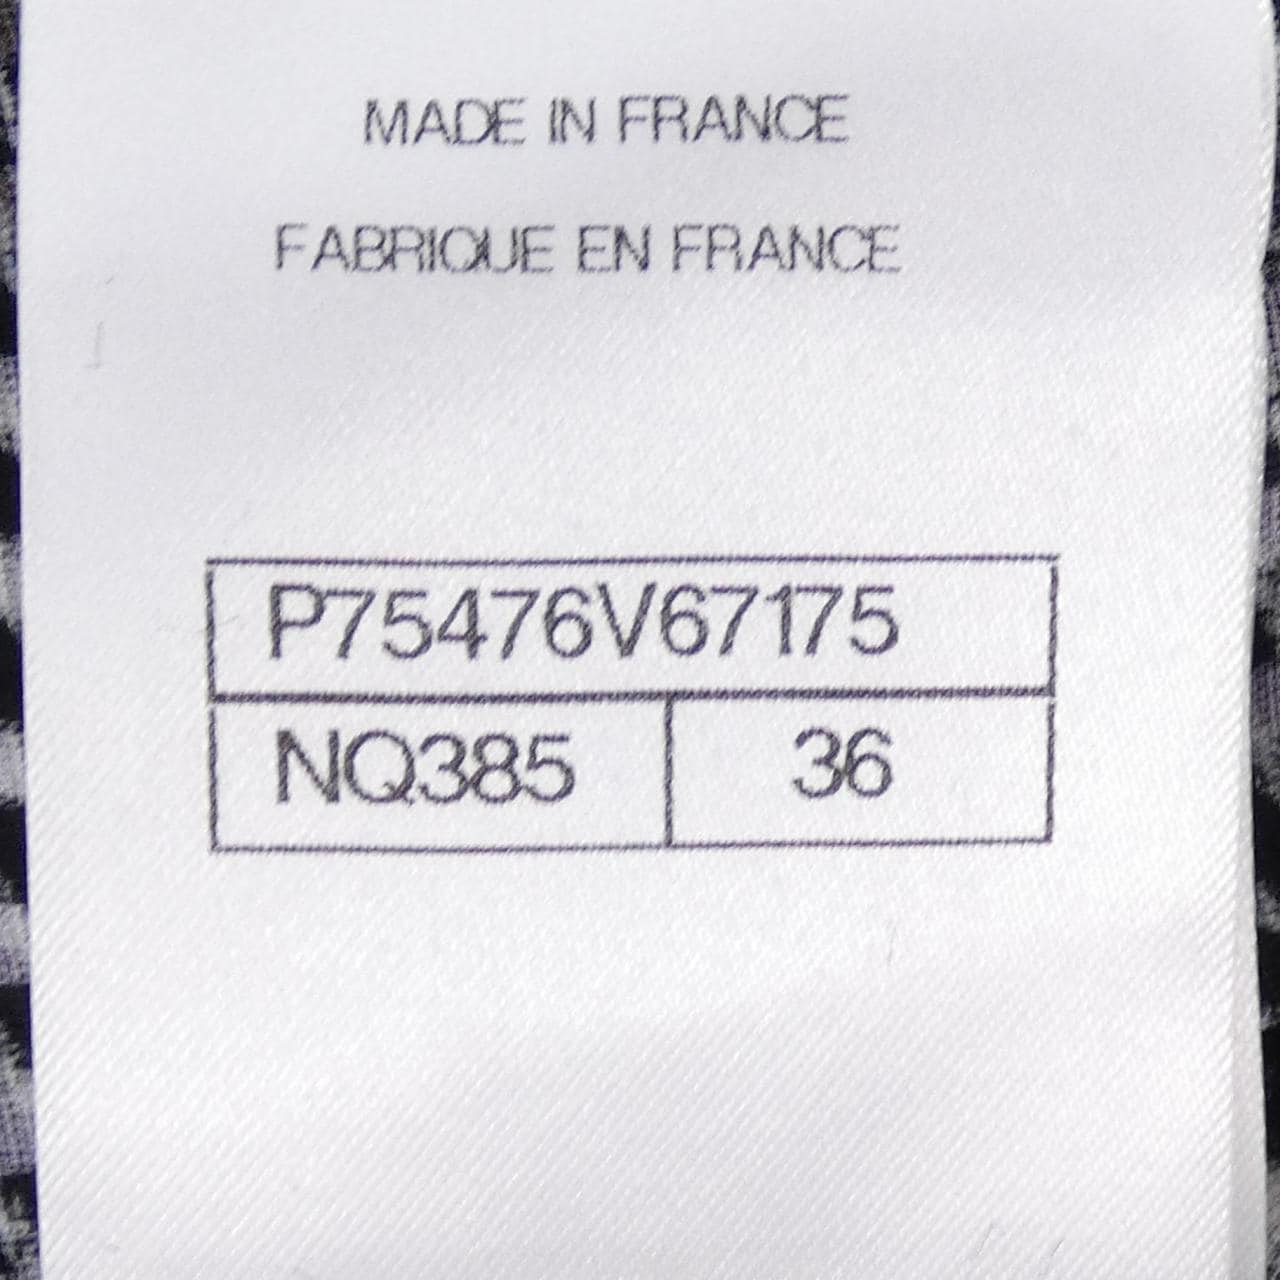 MADE IN FRANCE
FABRIQUE EN FRANCE
P75476V67175
NQ385 36